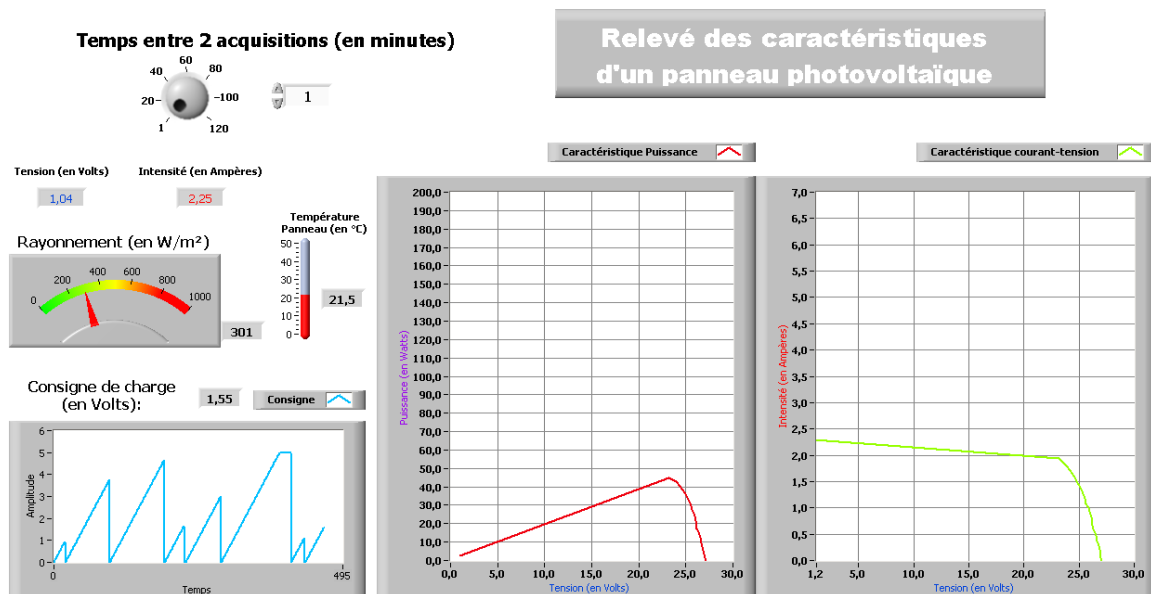 Temps entre 2 acquisitions (en minutes)
Relevé des caractéristiques
d'un panneau photovoltaïque
60
40 80
20 100
1 120
1
Tension (en Volts) Intensité (en Ampères)
1,04 2,25
Rayonnement (en W/m²)
0 200 400 600 800 1000
301
Température
Panneau (en °C)
50
40
30
20
10
0
21,5
Consigne de charge
(en Volts):
1,55
Consigne
6
5
4
3
2
1
0
Amplitude
0 495
Temps
Caractéristique Puissance
200,0
190,0
180,0
170,0
160,0
150,0
140,0
130,0
120,0
110,0
100,0
90,0
80,0
70,0
60,0
50,0
40,0
30,0
20,0
10,0
0,0
Puissance (en Watts)
0,0 5,0 10,0 15,0 20,0 25,0 30,0
Tension (en Volts)
Caractéristique courant-tension
7,0
6,5
6,0
5,5
5,0
4,5
4,0
3,5
3,0
2,5
2,0
1,5
1,0
0,5
0,0
Intensité (en Ampères)
1,2 5,0 10,0 15,0 20,0 25,0 30,0
Tension (en Volts)